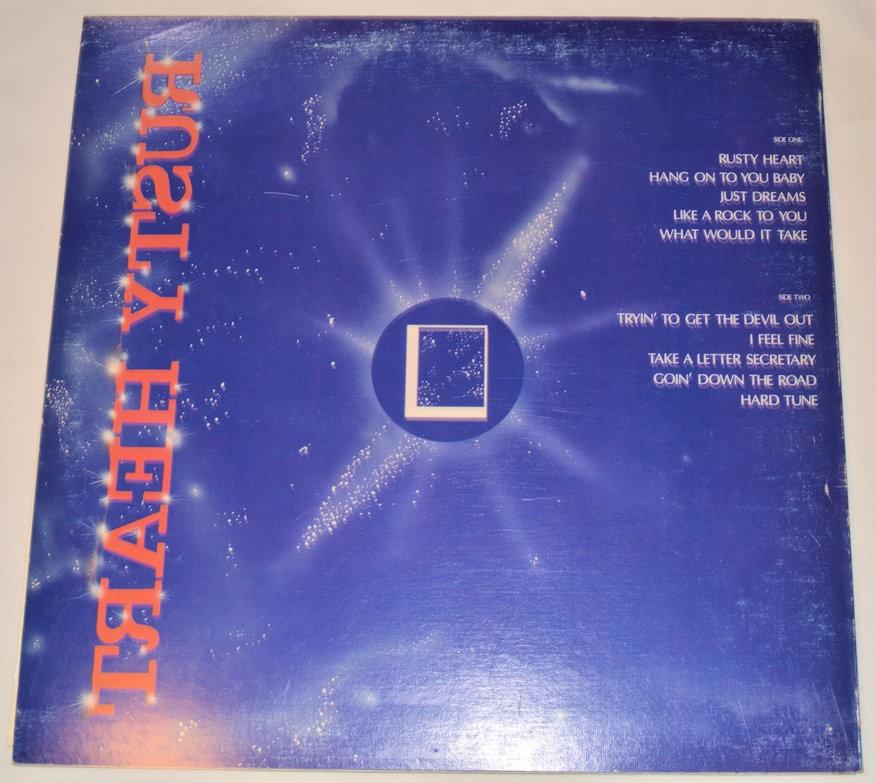 RUSTY HEART
SIDE ONE
RUSTY HEART
HANG ON TO YOU BABY
JUST DREAMS
LIKE A ROCK TO YOU
WHAT WOULD IT TAKE
SIDE TWO
TRYIN' TO GET THE DEVIL OUT
I FEEL FINE
TAKE A LETTER SECRETARY
GOIN' DOWN THE ROAD
HARD TUNE